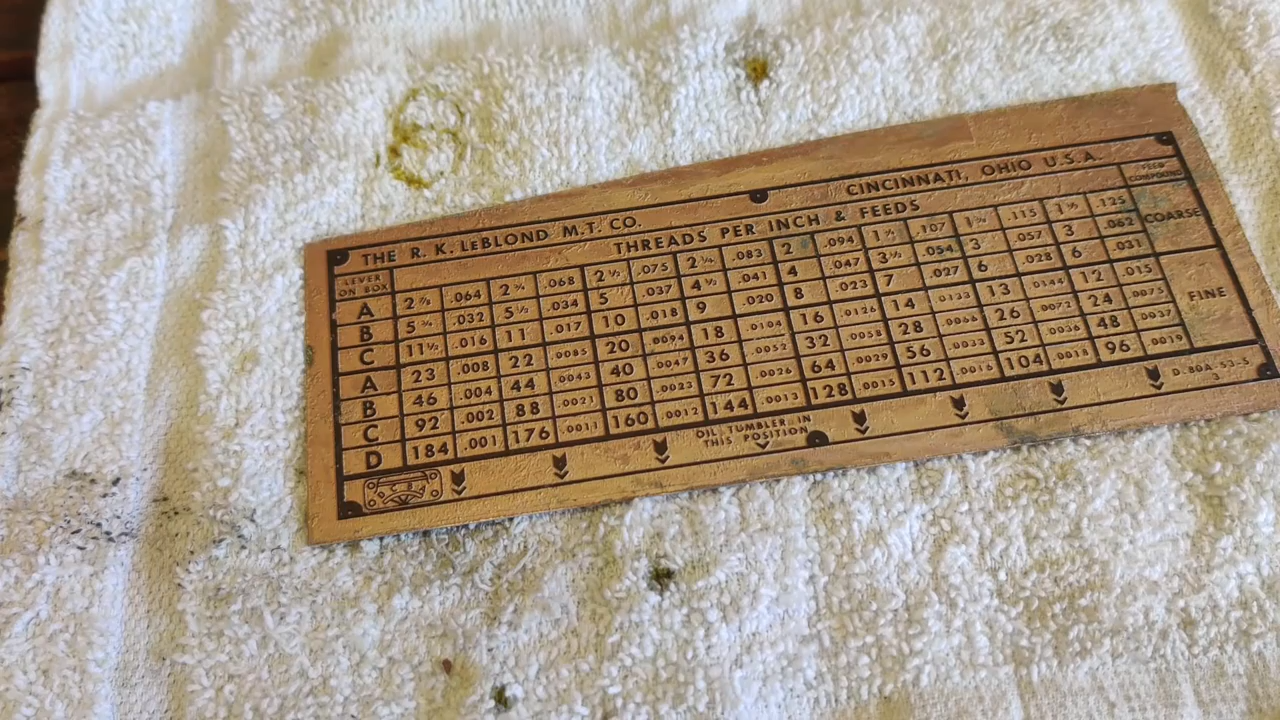 THE R. K. LEBLOND M.T. CO. CINCINNATI, OHIO U.S.A.
LEVER ON BOX THREADS PER INCH & FEEDS FEED COMPOUND
A 2 7/8 .064 2 3/4 .068 2 1/2 .075 2 1/4 .083 2 .094 1 3/4 .107 1 5/8 .115 1 1/2 .125 COARSE
B 5 3/4 .032 5 1/2 .034 5 .037 4 1/2 .041 4 .047 3 1/2 .054 3 .057 3 .062
C 11 1/2 .016 11 .017 10 .018 9 .020 8 .023 7 .027 6 .028 6 .031
A 23 .008 22 .0085 20 .0094 18 .0104 16 .0126 14 .0133 13 .0144 12 .015 FINE
B 46 .004 44 .0043 40 .0047 36 .0052 32 .0058 28 .0066 26 .0072 24 .0075
C 92 .002 88 .0021 80 .0023 72 .0026 64 .0029 56 .0033 52 .0036 48 .0037
D 184 .001 176 .0011 160 .0012 144 .0013 128 .0015 112 .0016 104 .0018 96 .0019
OIL TUMBLER IN
THIS POSITION
D-80A-53-S
3